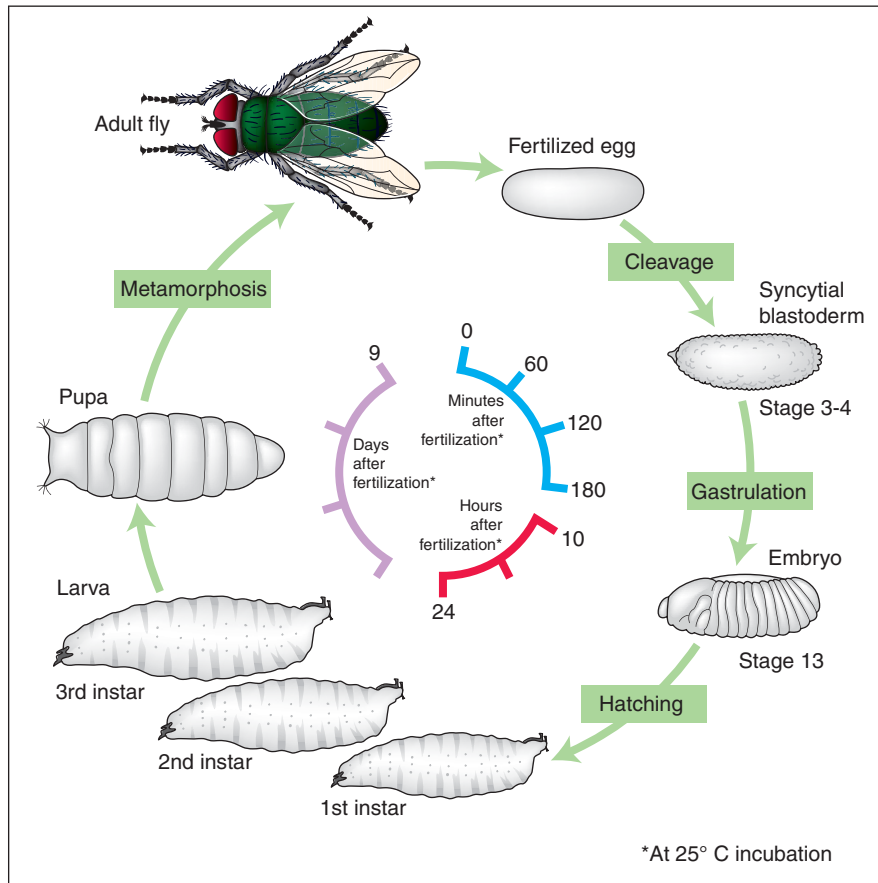 Adult fly
Fertilized egg
Cleavage
Syncytial
blastoderm
Stage 3-4
Gastrulation
Embryo
Stage 13
Hatching
1st instar
2nd instar
3rd instar
Larva
Pupa
Metamorphosis
0
60
120
180
Minutes
after
fertilization*
10
24
Hours
after
fertilization*
9
Days
after
fertilization*
*At 25° C incubation